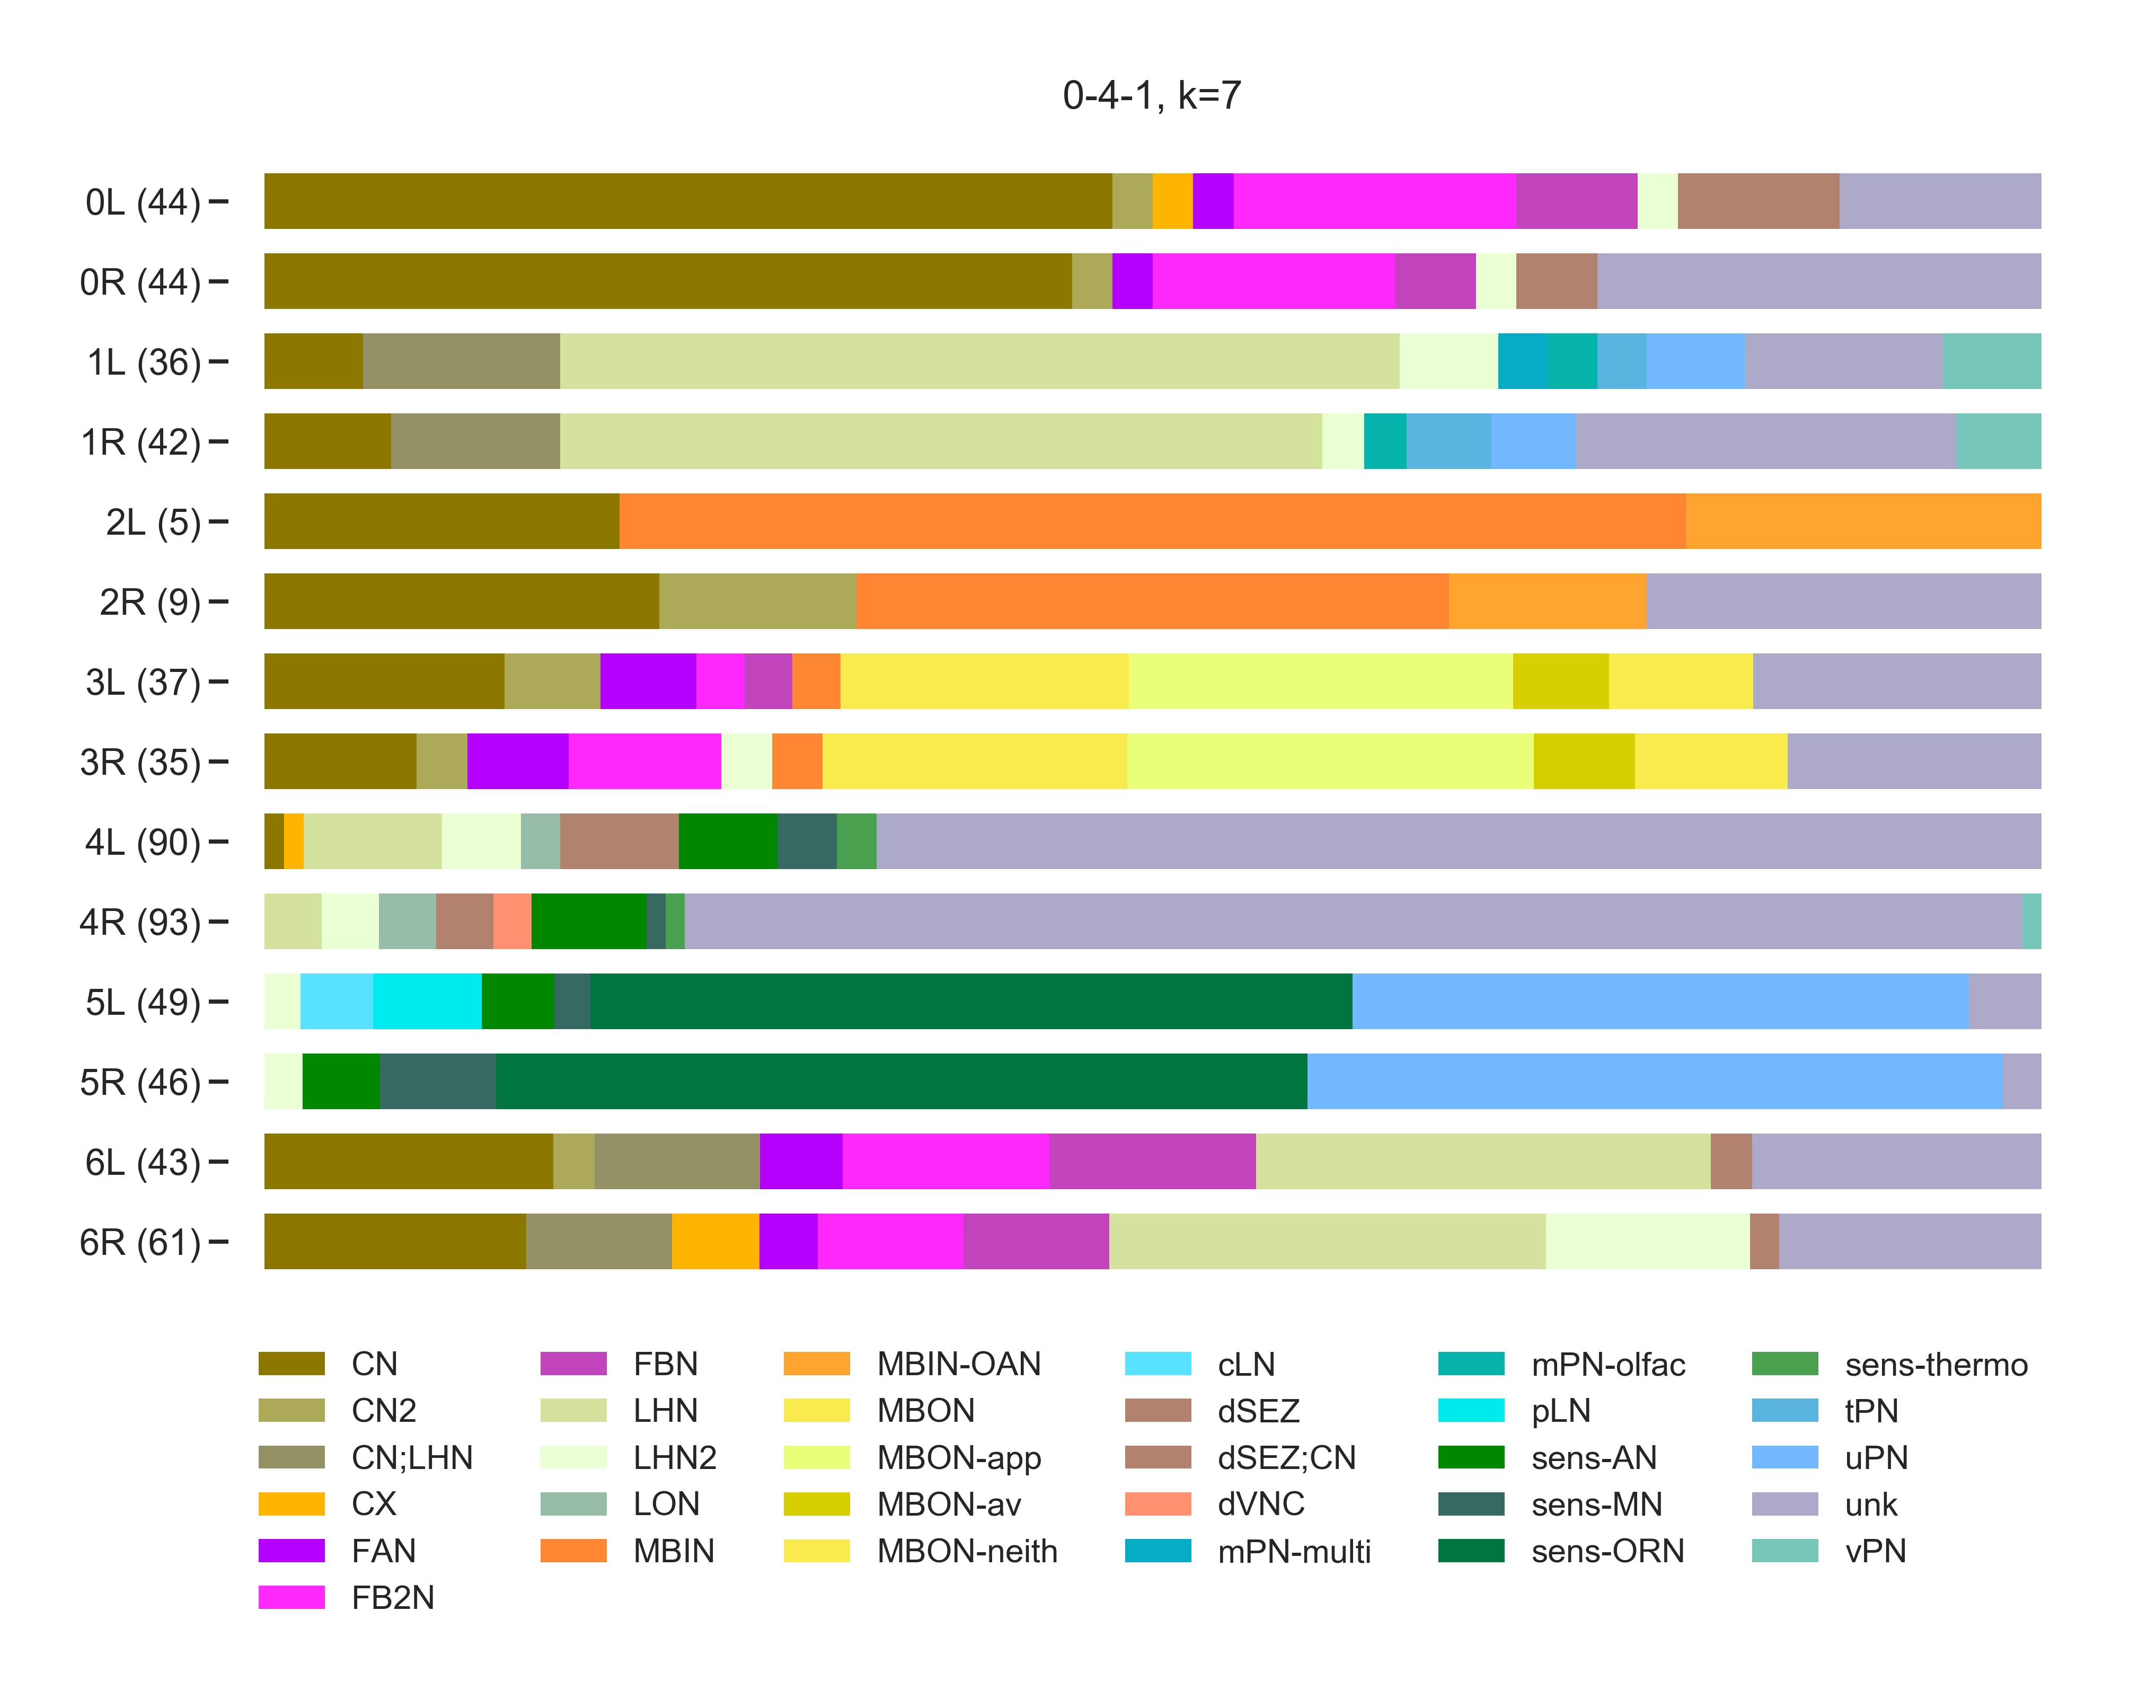 0-4-1, k=7
0L (44)
0R (44)
1L (36)
1R (42)
2L (5)
2R (9)
3L (37)
3R (35)
4L (90)
4R (93)
5L (49)
5R (46)
6L (43)
6R (61)
CN FBN MBIN-OAN cLN mPN-olfac sens-thermo
CN2 LHN MBON dSEZ pLN tPN
CN;LHN LHN2 MBON-app dSEZ;CN sens-AN uPN
CX LON MBON-av dVNC sens-MN unk
FAN MBIN MBON-neith mPN-multi sens-ORN vPN
FB2N